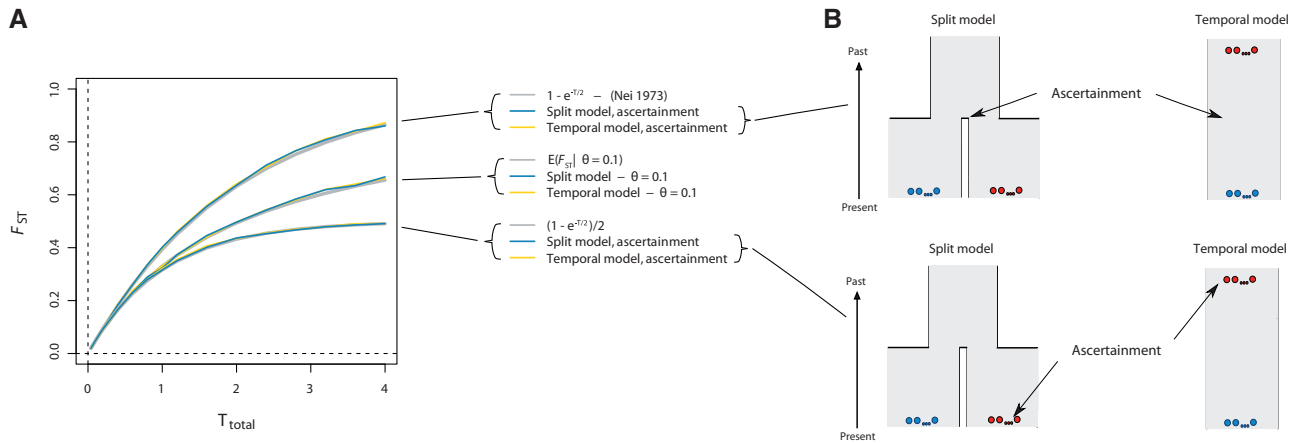 A
F ST
1.0
0.8
0.6
0.4
0.2
0.0
0 1 2 3 4
T total
1 - e^-T/2 – (Nei 1973)
Split model, ascertainment
Temporal model, ascertainment
E(F_ST| θ = 0.1)
Split model – θ = 0.1
Temporal model – θ = 0.1
(1 - e^-T/2)/2
Split model, ascertainment
Temporal model, ascertainment
B
Split model
Temporal model
Past
Ascertainment
Present
Split model
Temporal model
Past
Ascertainment
Present